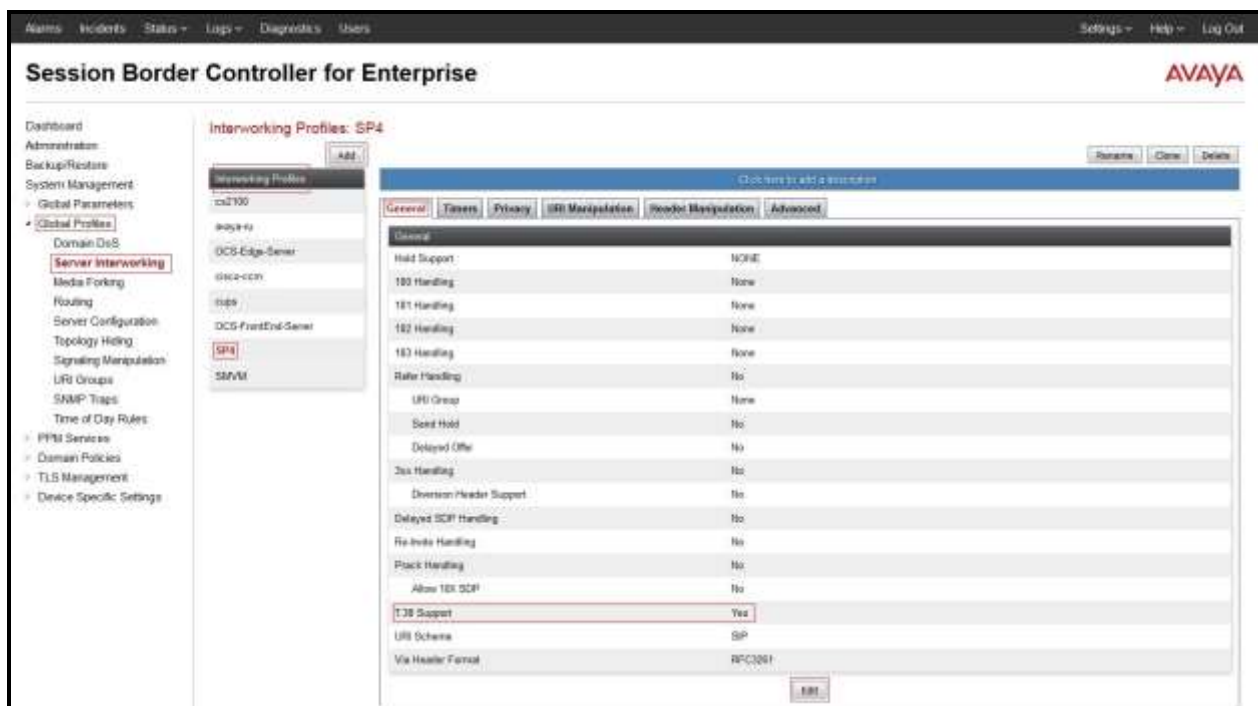 Alarms Incidents Status Logs Diagnostics Users Settings Help Log Out
Session Border Controller for Enterprise
AVAYA
Dashboard
Administration
Backup/Restore
System Management
Global Parameters
Global Profiles
Domain DoS
Server Interworking
Media Forking
Routing
Server Configuration
Topology Hiding
Signaling Manipulation
URI Groups
SNMP Traps
Time of Day Rules
PPM Services
Domain Policies
TLS Management
Device Specific Settings
Interworking Profiles: SP4
Add
Rename Clone Delete
Interworking Profiles
cs2100
avaya-ru
OCS-Edge-Server
cisco-ccm
cups
OCS-FrontEnd-Server
SP4
SMVM
Click here to add a description
General Timers Privacy URI Manipulation Header Manipulation Advanced
General
Hold Support NONE
180 Handling None
181 Handling None
182 Handling None
183 Handling None
Refer Handling No
URI Group None
Send Hold No
Delayed Offer No
3xx Handling No
Diversion Header Support No
Delayed SDP Handling No
Re-Invite Handling No
Prack Handling No
Allow 18X SDP No
T.38 Support Yes
URI Scheme SIP
Via Header Format RFC3261
Edit